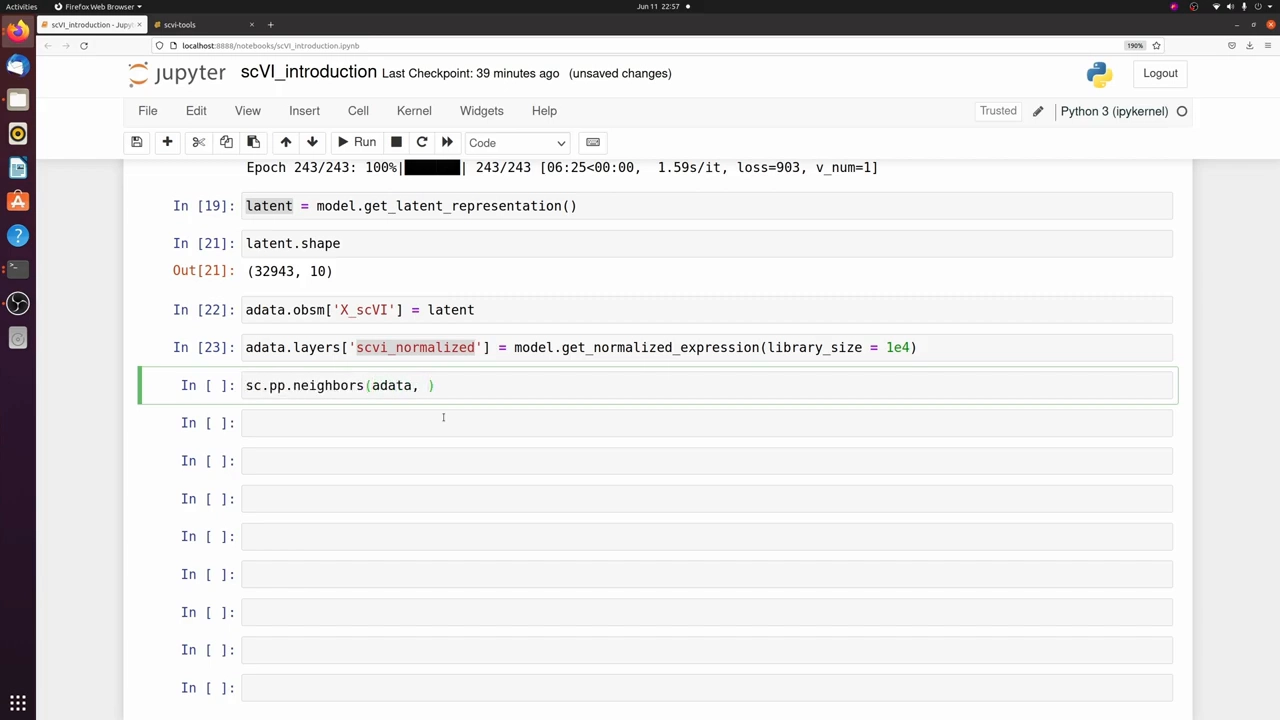 Activities Firefox Web Browser Jun 11 22:57
scVI_introduction - Jupyt scvi-tools
localhost:8888/notebooks/scVI_introduction.ipynb 190%
jupyter scVI_introduction Last Checkpoint: 39 minutes ago (unsaved changes) Logout
File Edit View Insert Cell Kernel Widgets Help Trusted Python 3 (ipykernel)
Run Code
Epoch 243/243: 100%| | 243/243 [06:25<00:00, 1.59s/it, loss=903, v_num=1]
In [19]: latent = model.get_latent_representation()
In [21]: latent.shape
Out[21]: (32943, 10)
In [22]: adata.obsm['X_scVI'] = latent
In [23]: adata.layers['scvi_normalized'] = model.get_normalized_expression(library_size = 1e4)
In [ ]: sc.pp.neighbors(adata, )
In [ ]:
In [ ]:
In [ ]:
In [ ]:
In [ ]:
In [ ]:
In [ ]:
In [ ]: